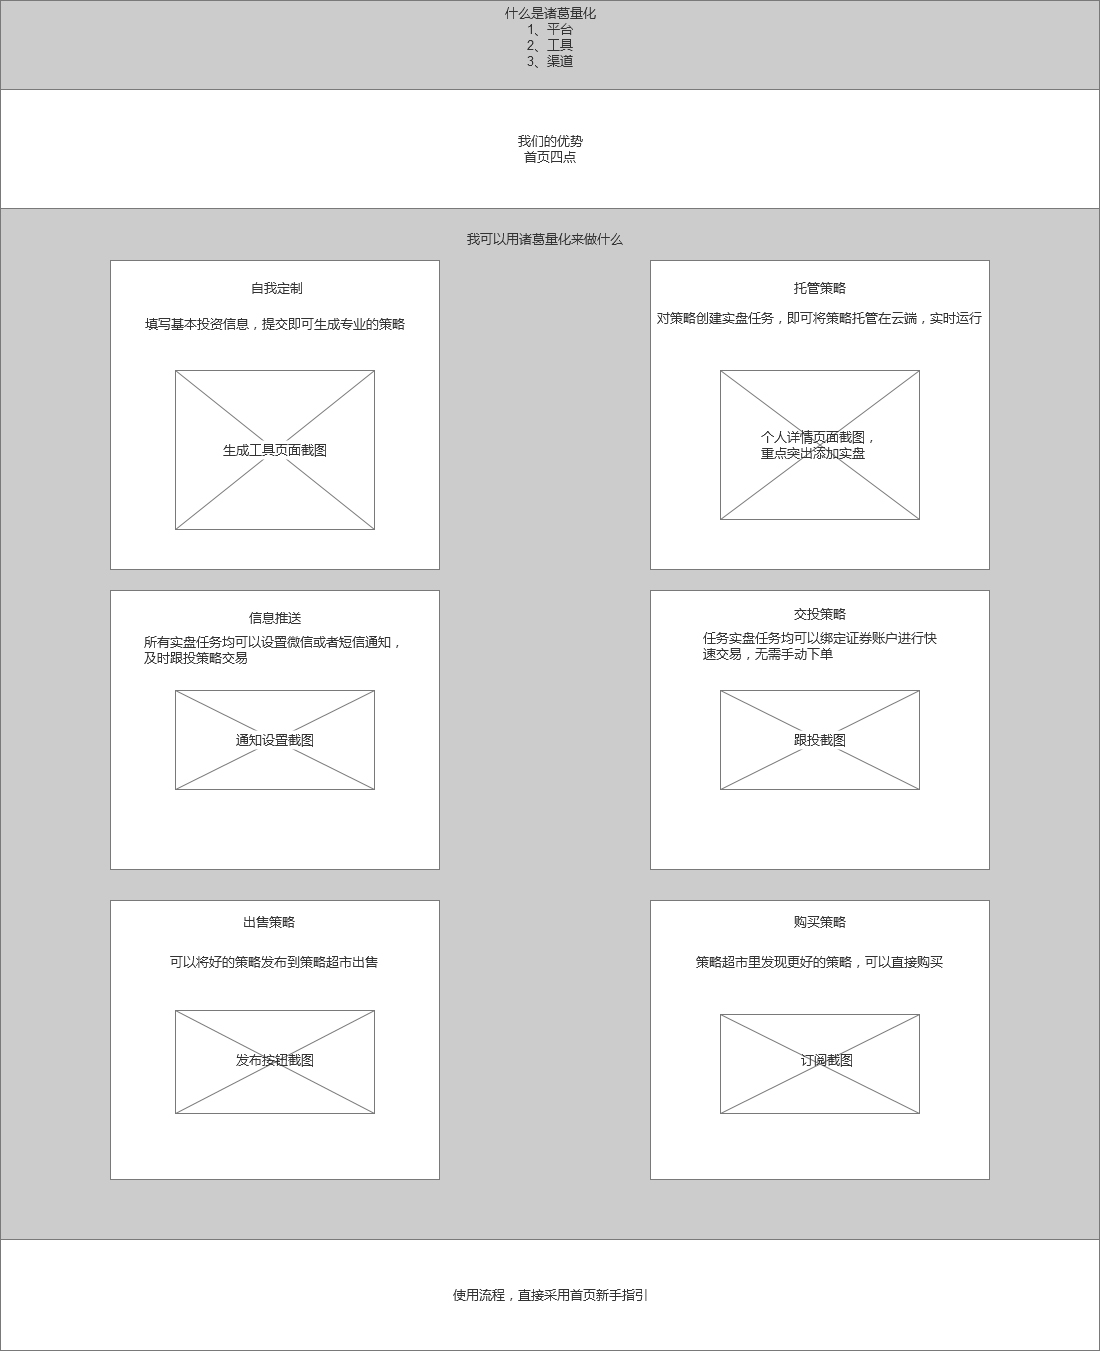 什么是诸葛量化
1、平台
2、工具
3、渠道
我们的优势
首页四点
我可以用诸葛量化来做什么
自我定制
填写基本投资信息，提交即可生成专业的策略
生成工具页面截图
托管策略
对策略创建实盘任务，即可将策略托管在云端，实时运行
个人详情页面截图，
重点突出添加实盘
信息推送
所有实盘任务均可以设置微信或者短信通知，
及时跟投策略交易
通知设置截图
交投策略
任务实盘任务均可以绑定证券账户进行快
速交易，无需手动下单
跟投截图
出售策略
可以将好的策略发布到策略超市出售
发布按钮截图
购买策略
策略超市里发现更好的策略，可以直接购买
订阅截图
使用流程，直接采用首页新手指引